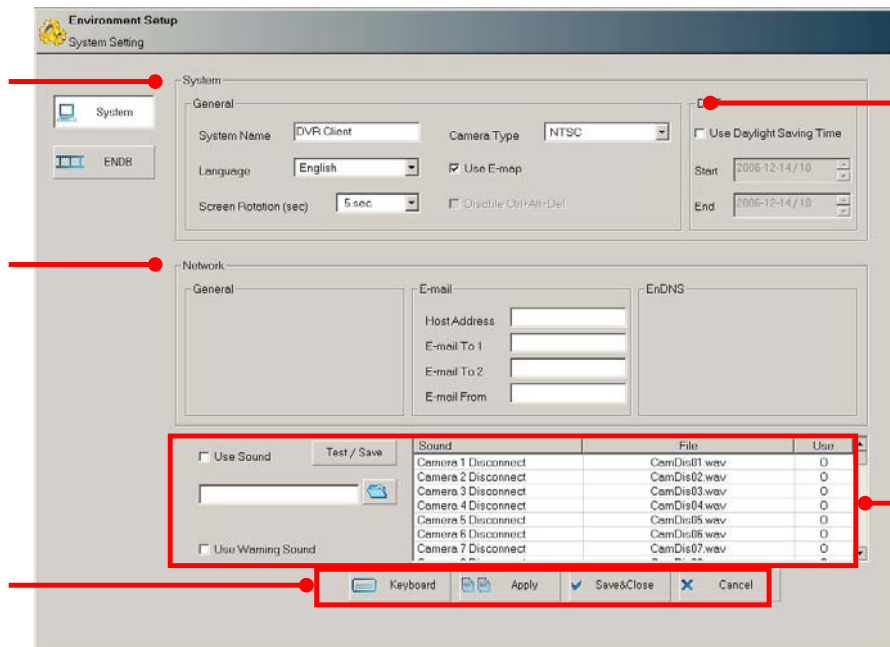 Environment Setup
System Setting
System
ENDB
System
General
System Name DVR Client
Camera Type NTSC
Language English
Use E-map
Screen Rotation (sec) 5 sec
Disable Ctrl+Alt+Del
Use Daylight Saving Time
Start 2006-12-14/10
End 2006-12-14/10
Network
General
E-mail
Host Address
E-mail To 1
E-mail To 2
E-mail From
EnDNS
Use Sound
Test / Save
Use Warning Sound
Sound File Use
Camera 1 Disconnect CamDis01.wav O
Camera 2 Disconnect CamDis02.wav O
Camera 3 Disconnect CamDis03.wav O
Camera 4 Disconnect CamDis04.wav O
Camera 5 Disconnect CamDis05.wav O
Camera 6 Disconnect CamDis06.wav O
Camera 7 Disconnect CamDis07.wav O
Keyboard Apply Save&Close Cancel